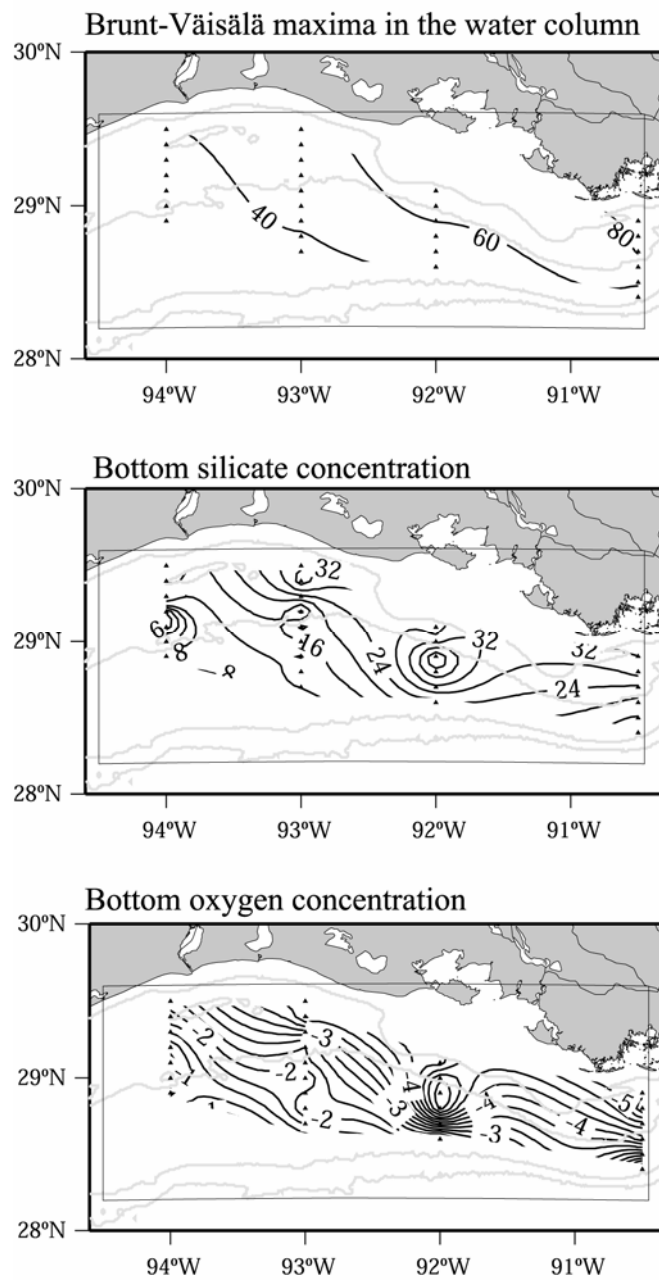 Brunt-Väisälä maxima in the water column
30ºN
29ºN
28ºN
40
60
80
94ºW 93ºW 92ºW 91ºW
Bottom silicate concentration
30ºN
29ºN
28ºN
32
6
8
8
16
24
32
32
24
94ºW 93ºW 92ºW 91ºW
Bottom oxygen concentration
30ºN
29ºN
28ºN
-2
-3
-1
-2
-2
-3
-4
-4
-3
-4
-5
94ºW 93ºW 92ºW 91ºW